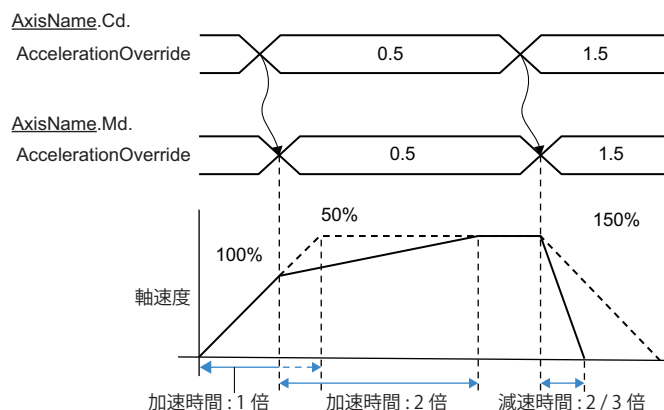 AxisName.Cd.
AccelerationOverride
0.5
1.5
AxisName.Md.
AccelerationOverride
0.5
1.5
50%
150%
100%
軸速度
加速時間 : 1 倍
加速時間 : 2 倍
減速時間 : 2 / 3 倍